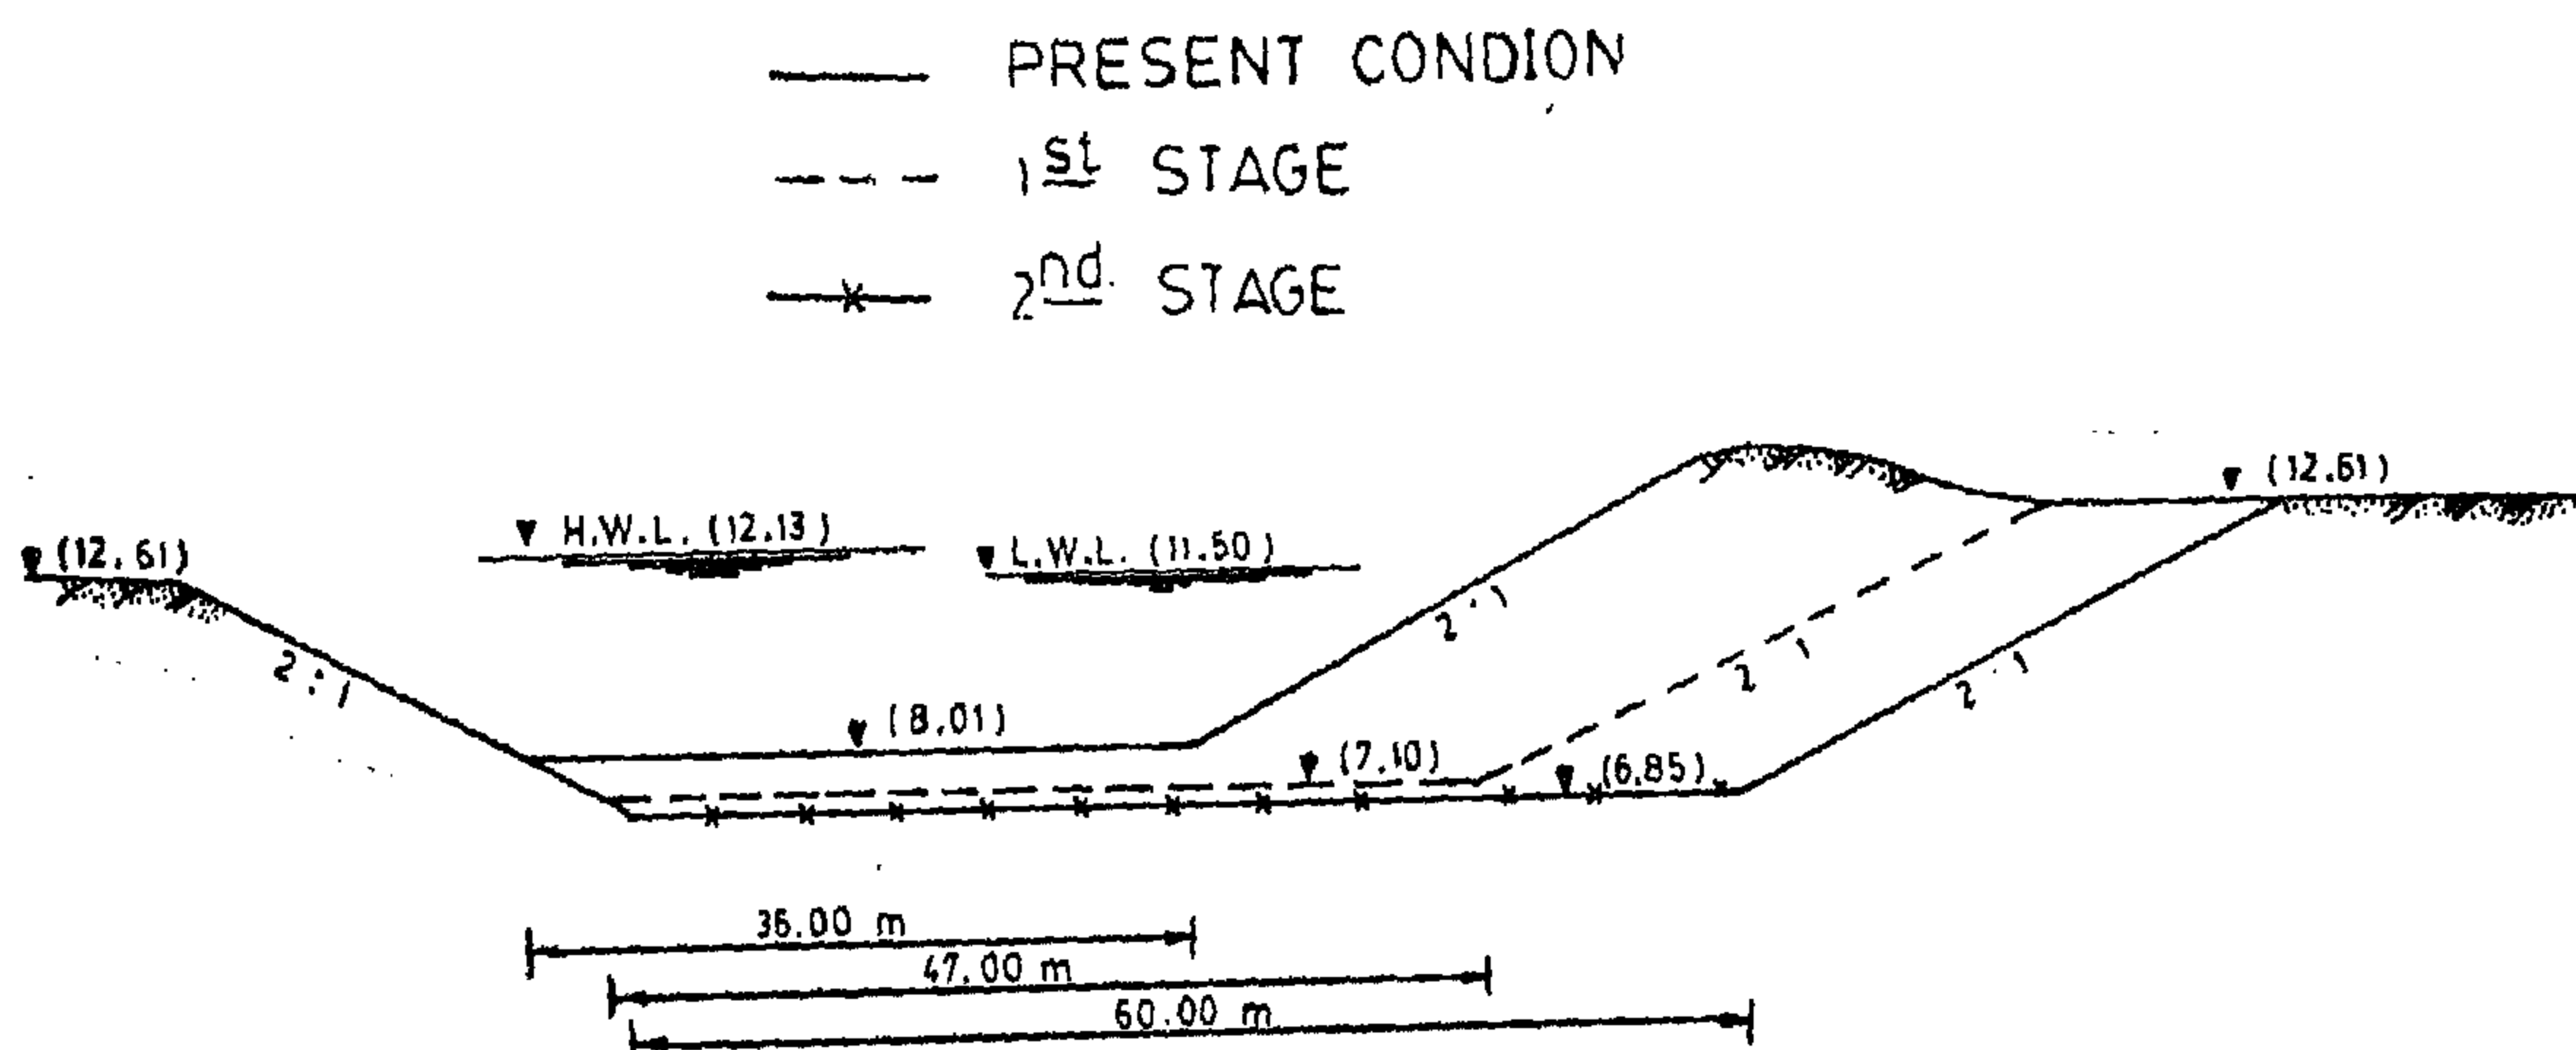 PRESENT CONDION
1st STAGE
2nd. STAGE
(12.61)
H.W.L. (12.13)
L.W.L. (11.50)
(12.61)
2:1
2:1
2 1
2:1
(8.01)
(7.10)
(6.85)
36.00 m
47.00 m
60.00 m